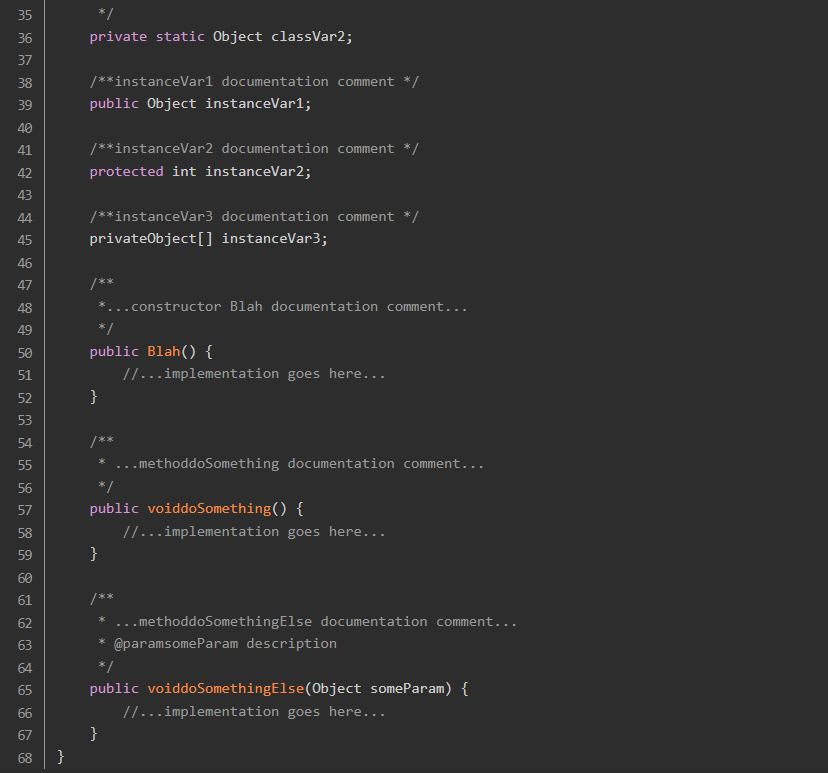 35 */
36 private static Object classVar2;
37
38 /**instanceVar1 documentation comment */
39 public Object instanceVar1;
40
41 /**instanceVar2 documentation comment */
42 protected int instanceVar2;
43
44 /**instanceVar3 documentation comment */
45 privateObject[] instanceVar3;
46
47 /**
48 *...constructor Blah documentation comment...
49 */
50 public Blah() {
51 //...implementation goes here...
52 }
53
54 /**
55 * ...methoddoSomething documentation comment...
56 */
57 public voiddoSomething() {
58 //...implementation goes here...
59 }
60
61 /**
62 * ...methoddoSomethingElse documentation comment...
63 * @paramsomeParam description
64 */
65 public voiddoSomethingElse(Object someParam) {
66 //...implementation goes here...
67 }
68 }